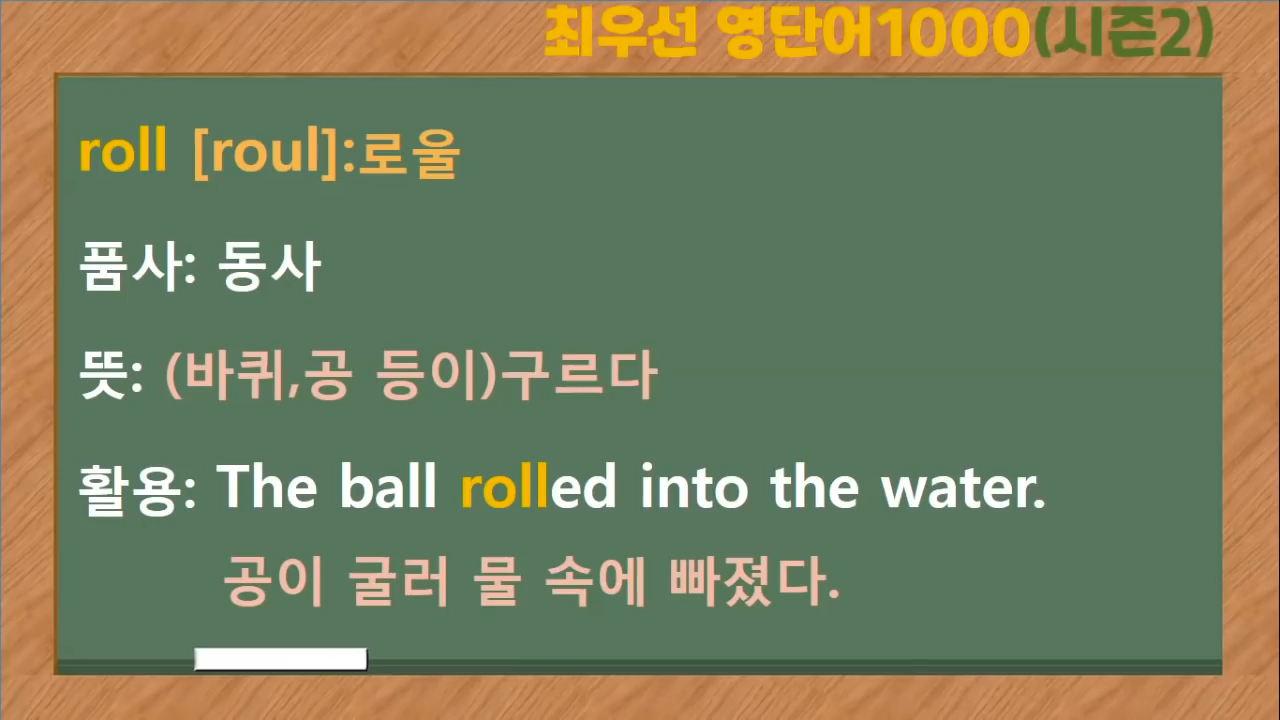 최우선 영단어1000(시즌2)
roll [roul]:로울
품사: 동사
뜻: (바퀴,공 등이)구르다
활용: The ball rolled into the water.
공이 굴러 물 속에 빠졌다.